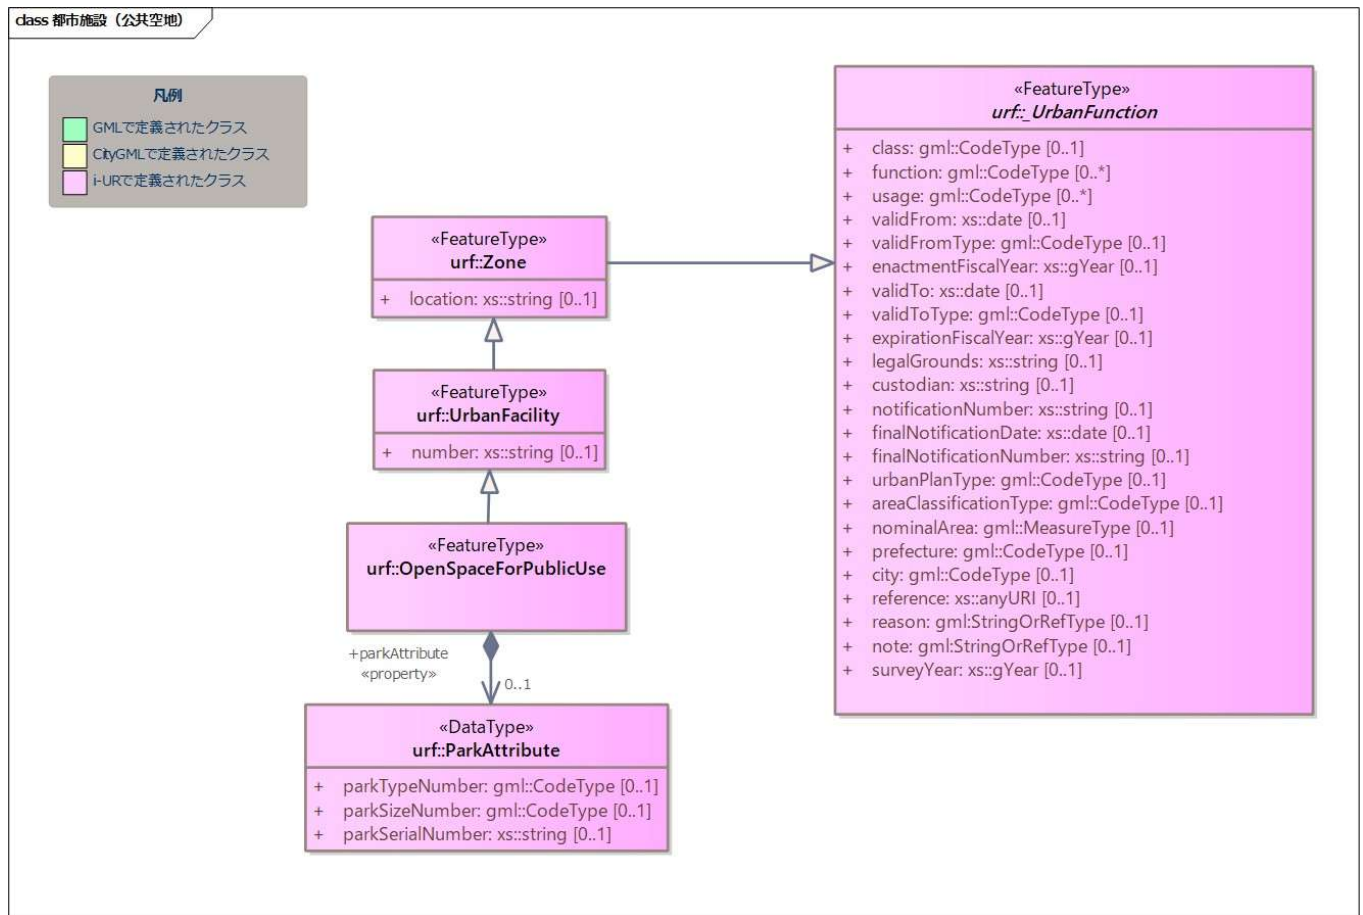 class 都市施設（公共空地）
凡例
GMLで定義されたクラス
CityGMLで定義されたクラス
i-URで定義されたクラス
«FeatureType»
urf::_UrbanFunction
+ class: gml::CodeType [0..1]
+ function: gml::CodeType [0..*]
+ usage: gml::CodeType [0..*]
+ validFrom: xs::date [0..1]
+ validFromType: gml::CodeType [0..1]
+ enactmentFiscalYear: xs::gYear [0..1]
+ validTo: xs::date [0..1]
+ validToType: gml::CodeType [0..1]
+ expirationFiscalYear: xs::gYear [0..1]
+ legalGrounds: xs::string [0..1]
+ custodian: xs::string [0..1]
+ notificationNumber: xs::string [0..1]
+ finalNotificationDate: xs::date [0..1]
+ finalNotificationNumber: xs::string [0..1]
+ urbanPlanType: gml::CodeType [0..1]
+ areaClassificationType: gml::CodeType [0..1]
+ nominalArea: gml::MeasureType [0..1]
+ prefecture: gml::CodeType [0..1]
+ city: gml::CodeType [0..1]
+ reference: xs::anyURI [0..1]
+ reason: gml:StringOrRefType [0..1]
+ note: gml:StringOrRefType [0..1]
+ surveyYear: xs::gYear [0..1]
«FeatureType»
urf::Zone
+ location: xs::string [0..1]
«FeatureType»
urf::UrbanFacility
+ number: xs::string [0..1]
«FeatureType»
urf::OpenSpaceForPublicUse
+parkAttribute
«property»
0..1
«DataType»
urf::ParkAttribute
+ parkTypeNumber: gml::CodeType [0..1]
+ parkSizeNumber: gml::CodeType [0..1]
+ parkSerialNumber: xs::string [0..1]